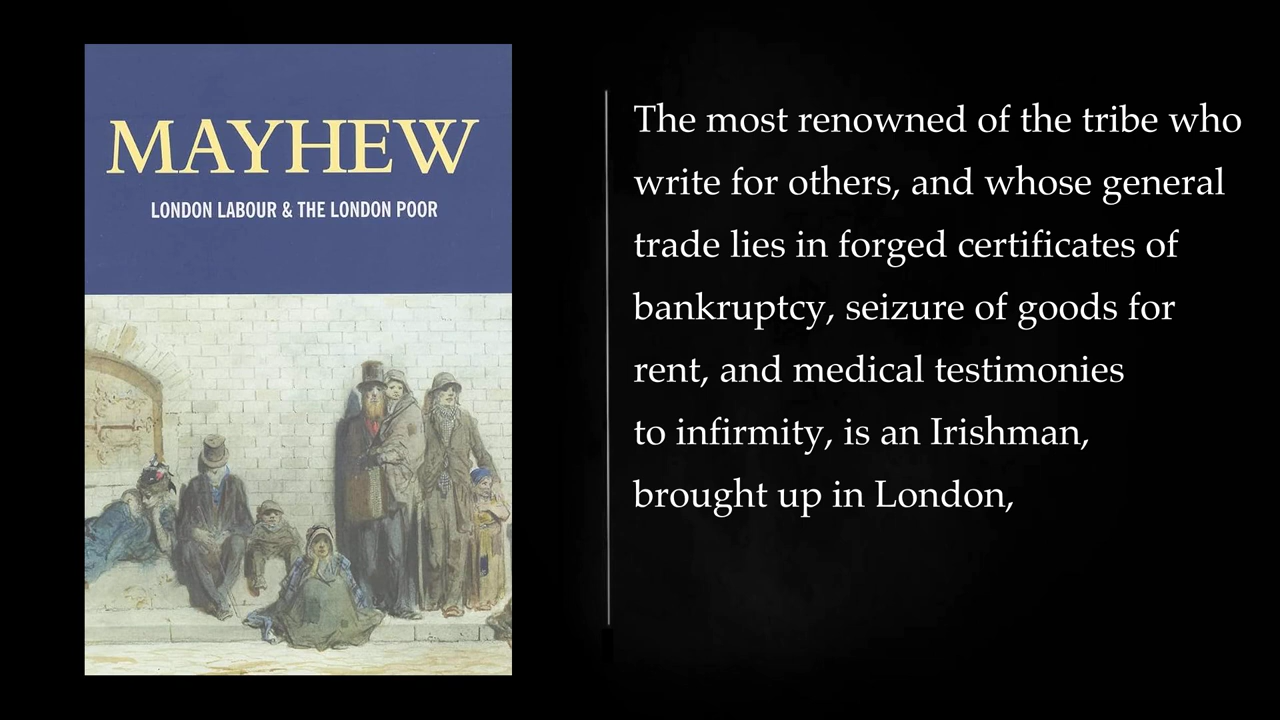 MAYHEW
LONDON LABOUR & THE LONDON POOR
The most renowned of the tribe who
write for others, and whose general
trade lies in forged certificates of
bankruptcy, seizure of goods for
rent, and medical testimonies
to infirmity, is an Irishman,
brought up in London,